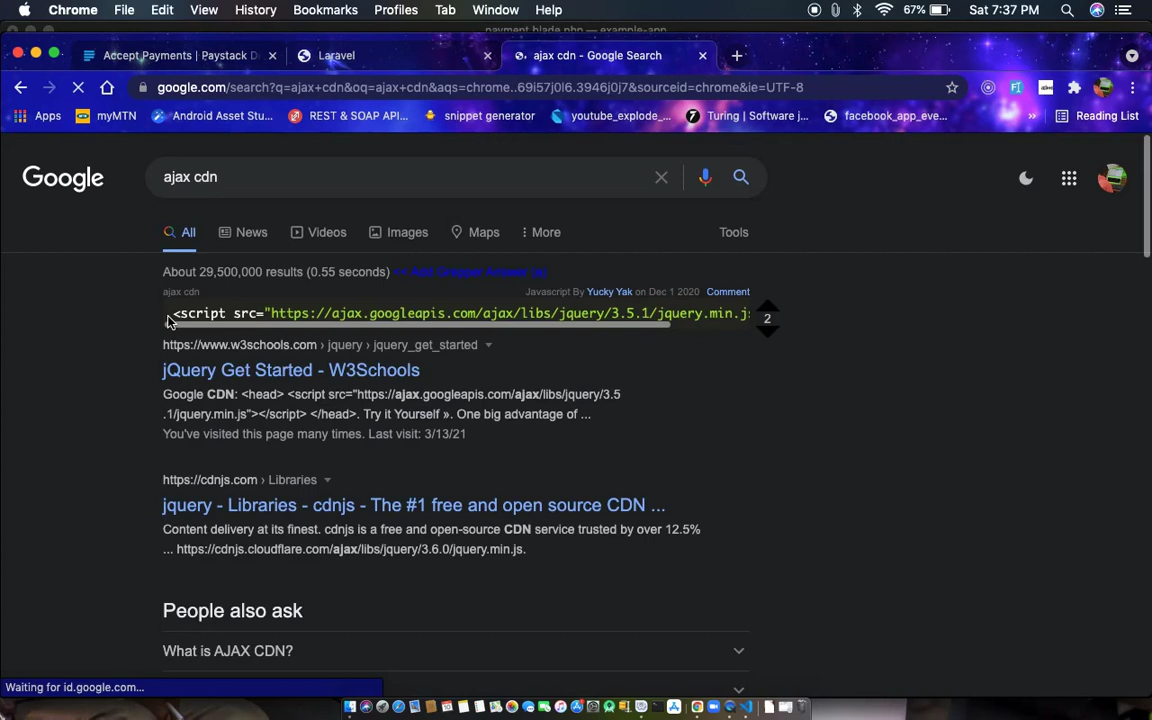 Chrome File Edit View History Bookmarks Profiles Tab Window Help 67% Sat 7:37 PM
payment.blade.php — example-app
Accept Payments | Paystack D Laravel ajax cdn - Google Search
google.com/search?q=ajax+cdn&oq=ajax+cdn&aqs=chrome..69i57j0l6.3946j0j7&sourceid=chrome&ie=UTF-8
Apps myMTN Android Asset Stu... REST & SOAP API... snippet generator youtube_explode_... Turing | Software j... facebook_app_eve... » Reading List
Google ajax cdn
All News Videos Images Maps More Tools
About 29,500,000 results (0.55 seconds) Add Grepper Answer (a)
ajax cdn Javascript By Yucky Yak on Dec 1 2020 Comment
<script src="https://ajax.googleapis.com/ajax/libs/jquery/3.5.1/jquery.min.js
2
https://www.w3schools.com › jquery › jquery_get_started
jQuery Get Started - W3Schools
Google CDN: <head> <script src="https://ajax.googleapis.com/ajax/libs/jquery/3.5
.1/jquery.min.js"></script> </head>. Try it Yourself ». One big advantage of ...
You've visited this page many times. Last visit: 3/13/21
https://cdnjs.com › Libraries
jquery - Libraries - cdnjs - The #1 free and open source CDN ...
Content delivery at its finest. cdnjs is a free and open-source CDN service trusted by over 12.5%
... https://cdnjs.cloudflare.com/ajax/libs/jquery/3.6.0/jquery.min.js.
People also ask
What is AJAX CDN?
Waiting for id.google.com...